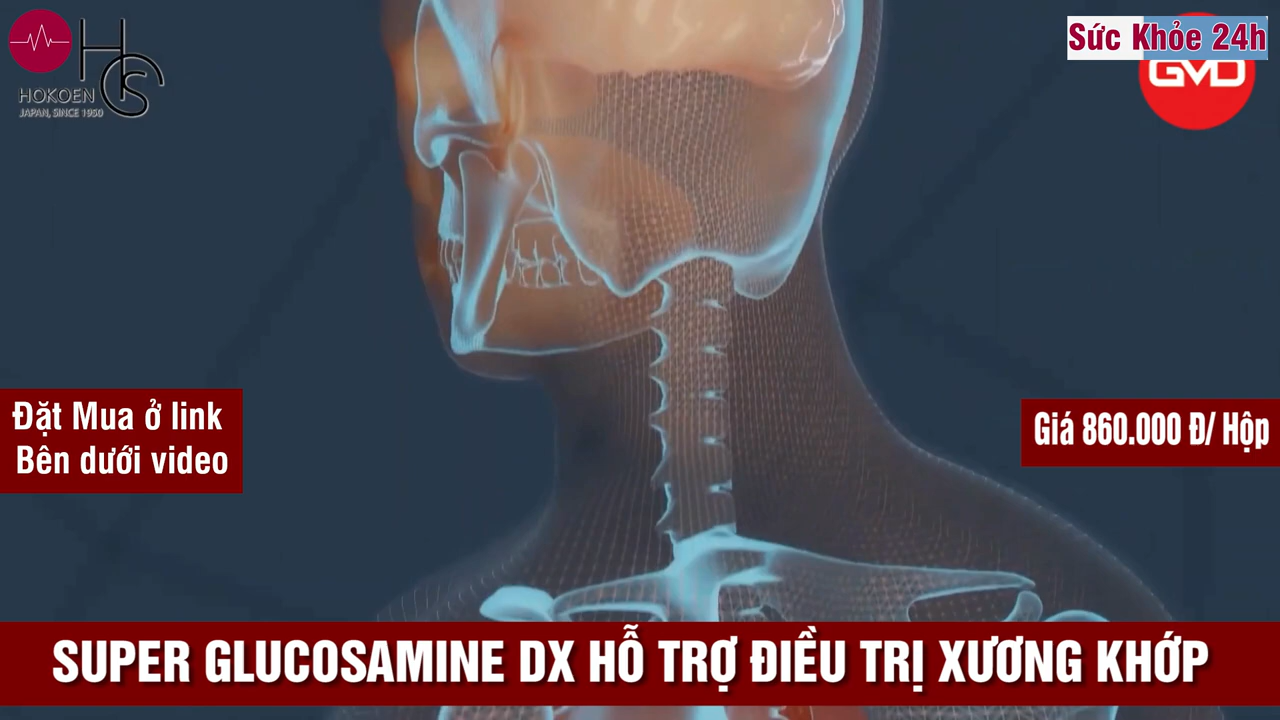 HCS
HOKOEN
JAPAN, SINCE 1950
Sức Khỏe 24h
GMD
Đặt Mua ở link
Bên dưới video
Giá 860.000 Đ/ Hộp
SUPER GLUCOSAMINE DX HỖ TRỢ ĐIỀU TRỊ XƯƠNG KHỚP